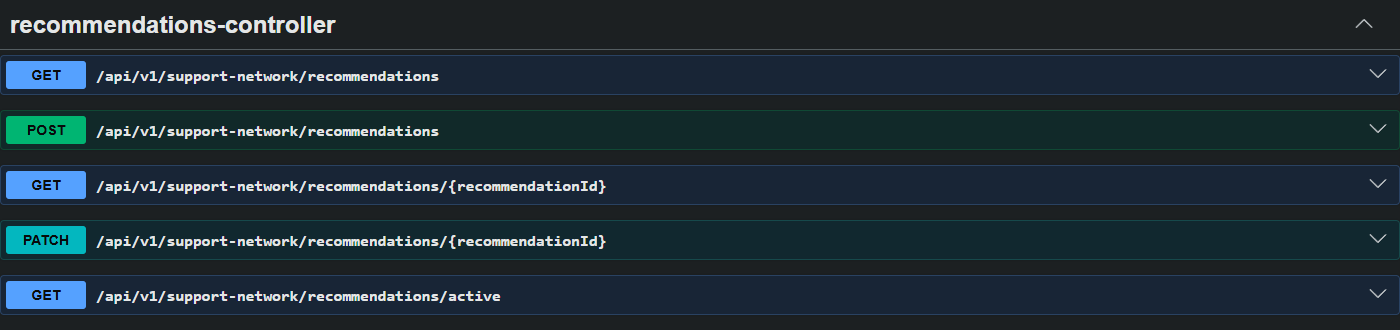 recommendations-controller
GET /api/v1/support-network/recommendations
POST /api/v1/support-network/recommendations
GET /api/v1/support-network/recommendations/{recommendationId}
PATCH /api/v1/support-network/recommendations/{recommendationId}
GET /api/v1/support-network/recommendations/active